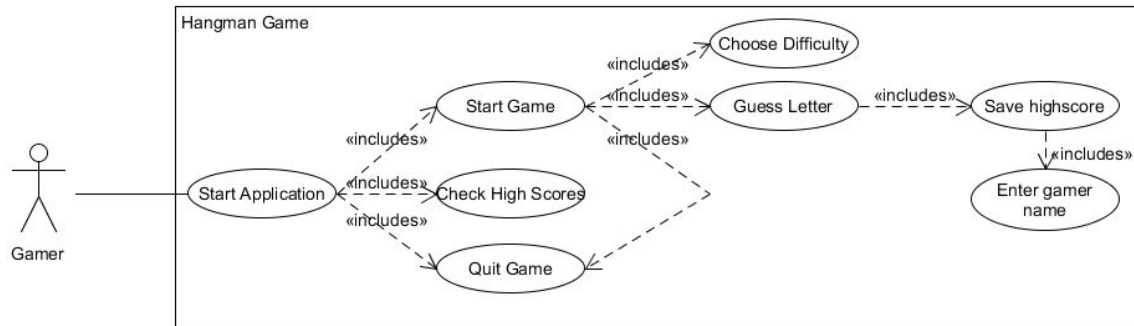 Hangman Game
Choose Difficulty
«includes»
Start Game
«includes»
Guess Letter
«includes»
Save highscore
«includes»
«includes»
«includes»
Start Application
«includes»
Check High Scores
Enter gamer
name
«includes»
Gamer
Quit Game